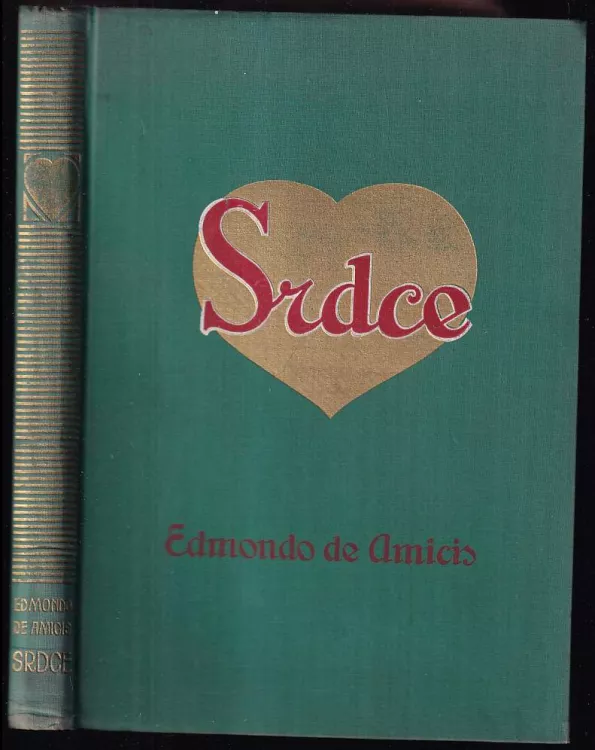 Srdce
Edmondo de Amicis
EDMONDO
DE AMICIS
SRDCE